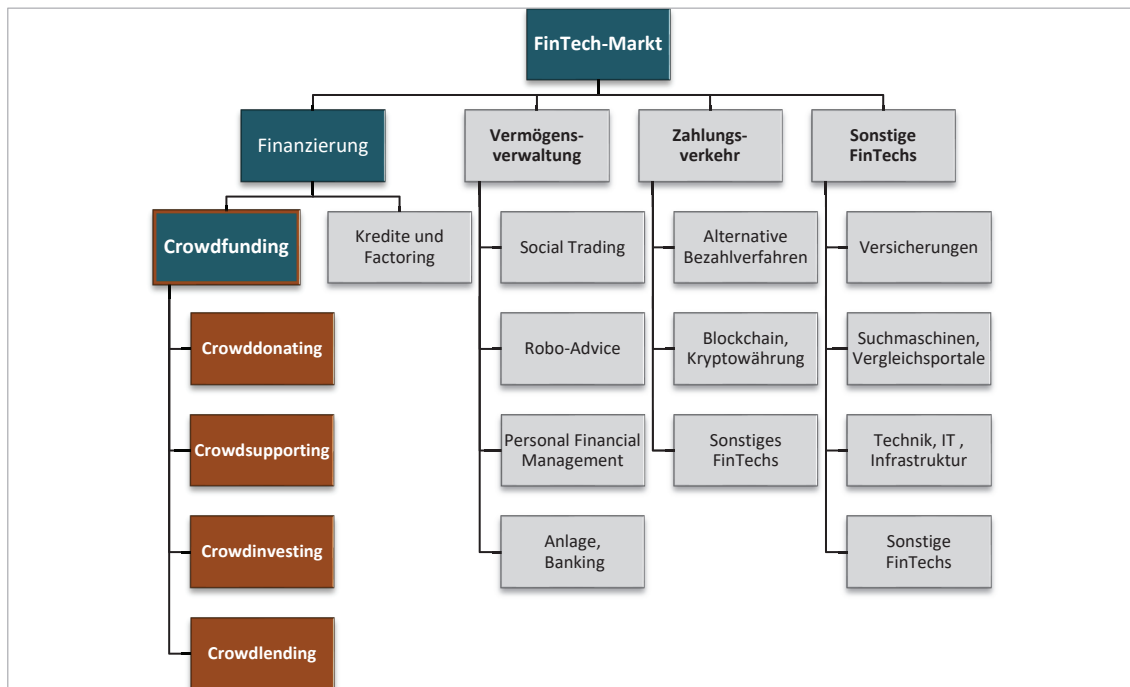 FinTech-Markt
Finanzierung
Vermögens-
verwaltung
Zahlungs-
verkehr
Sonstige
FinTechs
Crowdfunding
Kredite und
Factoring
Social Trading
Alternative
Bezahlverfahren
Versicherungen
Crowddonating
Robo-Advice
Blockchain,
Kryptowährung
Suchmaschinen,
Vergleichsportale
Crowdsupporting
Personal Financial
Management
Sonstiges
FinTechs
Technik, IT ,
Infrastruktur
Crowdinvesting
Anlage,
Banking
Sonstige
FinTechs
Crowdlending